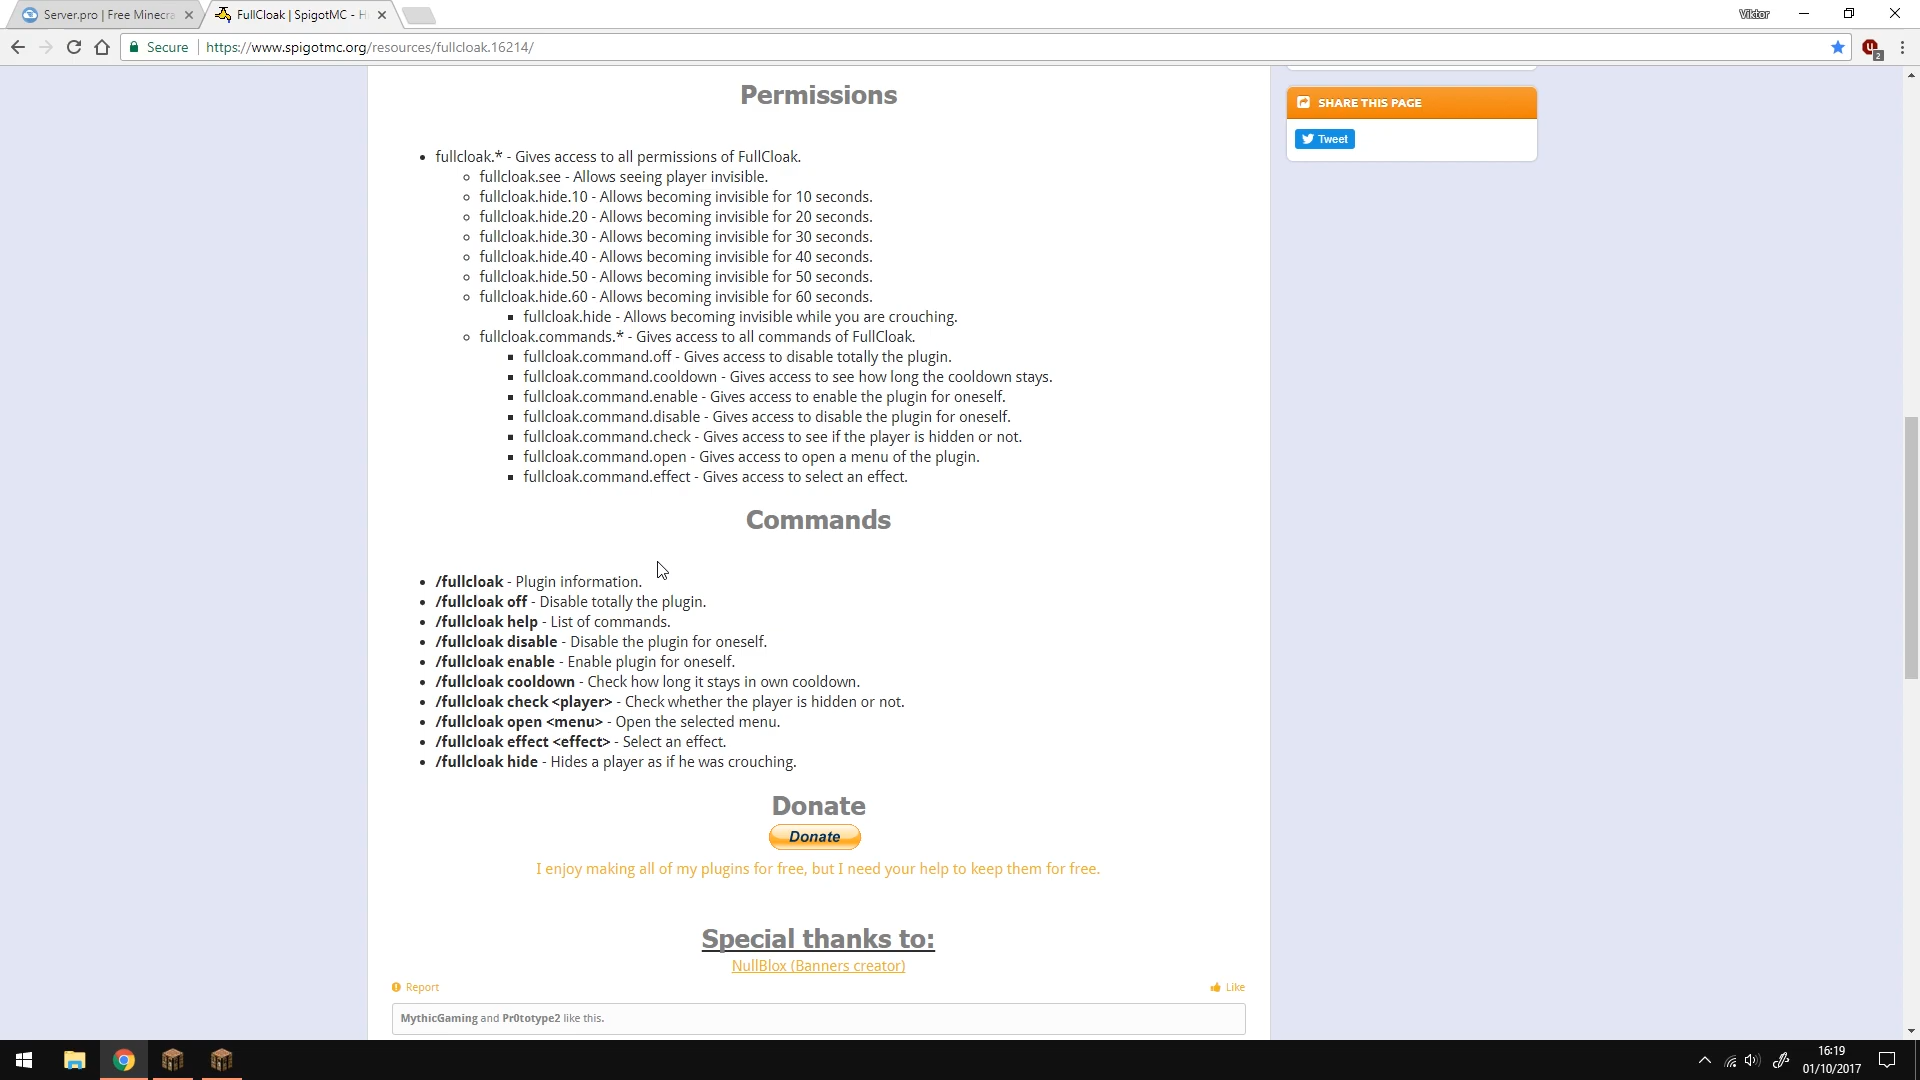 Server.pro | Free Minecra
FullCloak | SpigotMC - H
Viktor
Secure
https://www.spigotmc.org/resources/fullcloak.16214/
2
Permissions
SHARE THIS PAGE
Tweet
• fullcloak.* - Gives access to all permissions of FullCloak.
fullcloak.see - Allows seeing player invisible.
fullcloak.hide.10 - Allows becoming invisible for 10 seconds.
fullcloak.hide.20 - Allows becoming invisible for 20 seconds.
fullcloak.hide.30 - Allows becoming invisible for 30 seconds.
fullcloak.hide.40 - Allows becoming invisible for 40 seconds.
fullcloak.hide.50 - Allows becoming invisible for 50 seconds.
fullcloak.hide.60 - Allows becoming invisible for 60 seconds.
fullcloak.hide - Allows becoming invisible while you are crouching.
fullcloak.commands.* - Gives access to all commands of FullCloak.
fullcloak.command.off - Gives access to disable totally the plugin.
fullcloak.command.cooldown - Gives access to see how long the cooldown stays.
fullcloak.command.enable - Gives access to enable the plugin for oneself.
fullcloak.command.disable - Gives access to disable the plugin for oneself.
fullcloak.command.check - Gives access to see if the player is hidden or not.
fullcloak.command.open - Gives access to open a menu of the plugin.
fullcloak.command.effect - Gives access to select an effect.
Commands
• /fullcloak - Plugin information.
• /fullcloak off - Disable totally the plugin.
• /fullcloak help - List of commands.
• /fullcloak disable - Disable the plugin for oneself.
• /fullcloak enable - Enable plugin for oneself.
• /fullcloak cooldown - Check how long it stays in own cooldown.
• /fullcloak check <player> - Check whether the player is hidden or not.
• /fullcloak open <menu> - Open the selected menu.
• /fullcloak effect <effect> - Select an effect.
• /fullcloak hide - Hides a player as if he was crouching.
Donate
Donate
I enjoy making all of my plugins for free, but I need your help to keep them for free.
Special thanks to:
NullBlox (Banners creator)
Report
Like
MythicGaming and Pr0totype2 like this.
16:19
01/10/2017